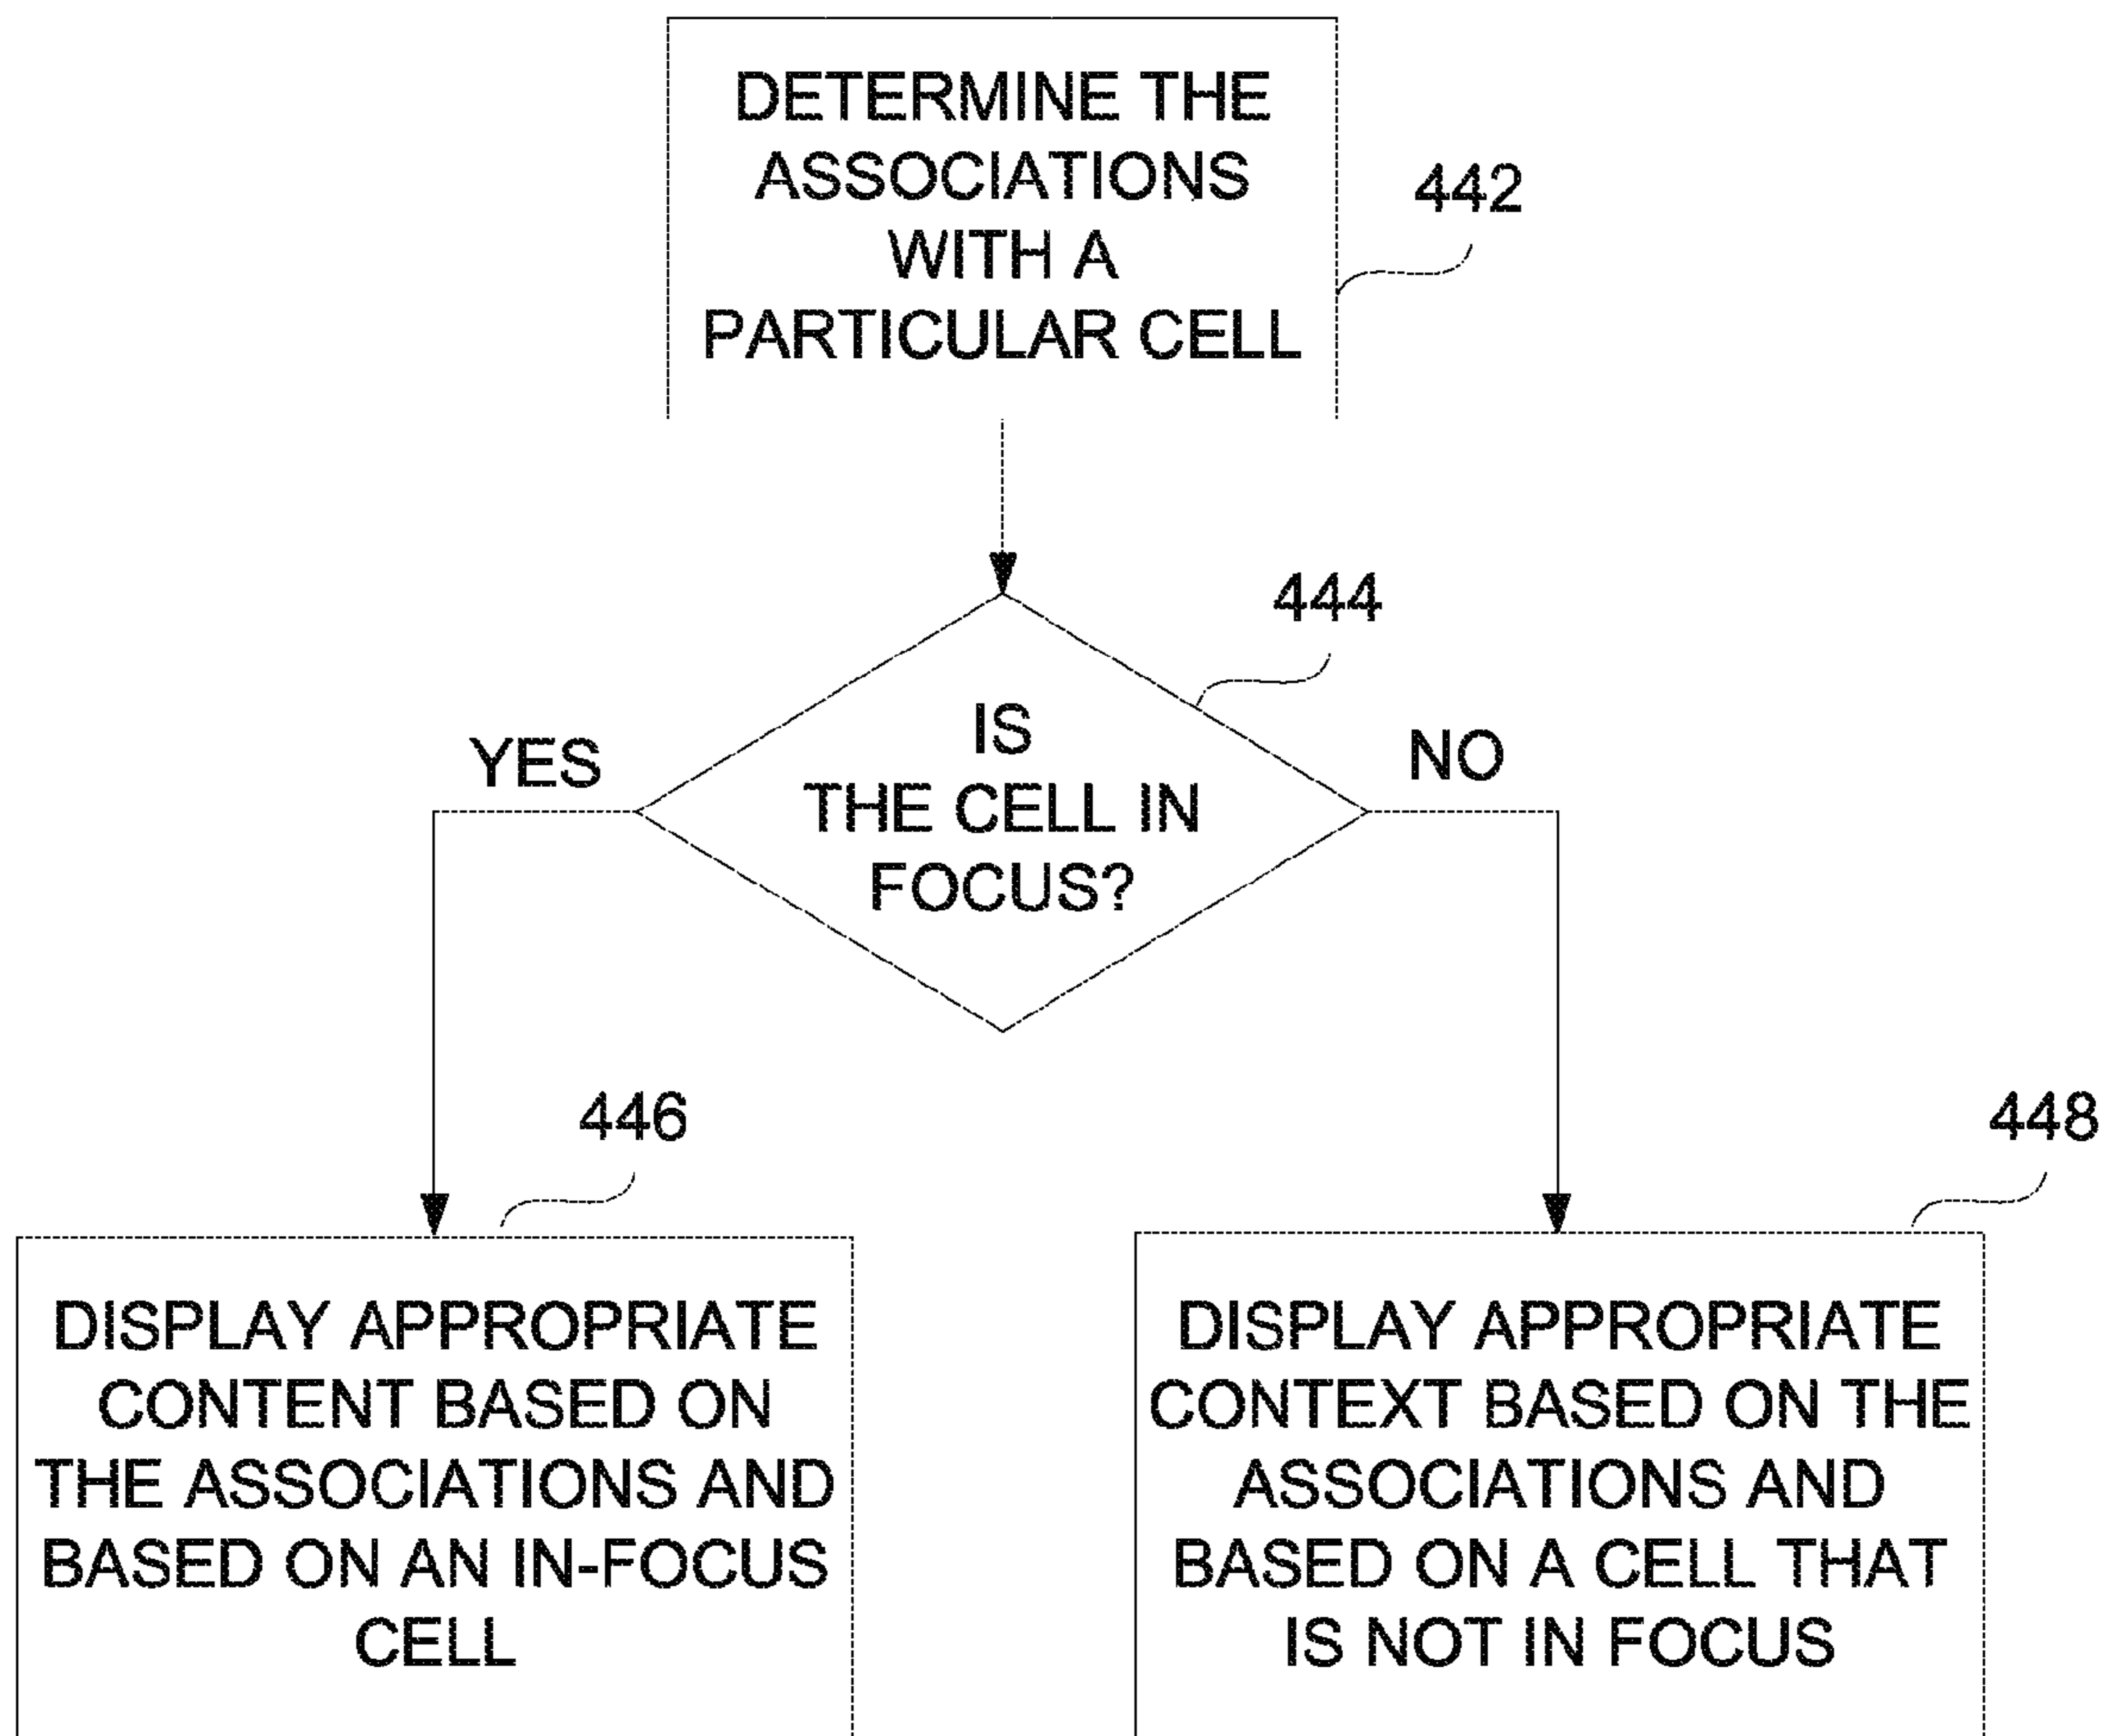 DETERMINE THE
ASSOCIATIONS
WITH A
PARTICULAR CELL
442
444
IS
THE CELL IN
FOCUS?
YES
NO
446
448
DISPLAY APPROPRIATE
CONTENT BASED ON
THE ASSOCIATIONS AND
BASED ON AN IN-FOCUS
CELL
DISPLAY APPROPRIATE
CONTEXT BASED ON THE
ASSOCIATIONS AND
BASED ON A CELL THAT
IS NOT IN FOCUS